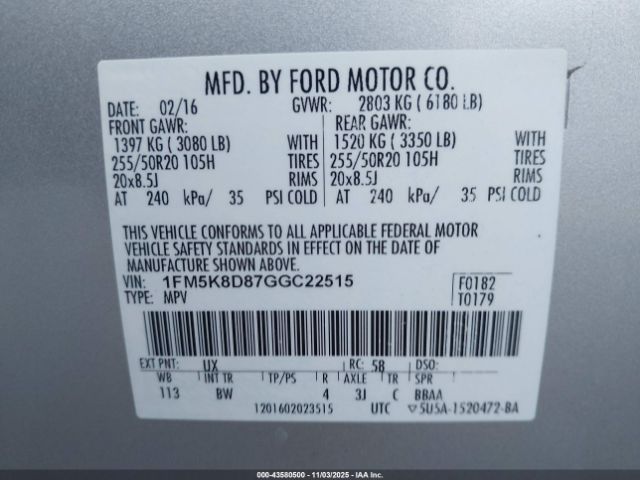 MFD. BY FORD MOTOR CO.
DATE: 02/16 GVWR: 2803 KG ( 6180 LB)
FRONT GAWR: REAR GAWR:
1397 KG ( 3080 LB) WITH 1520 KG ( 3350 LB) WITH
255/50R20 105H TIRES 255/50R20 105H TIRES
20x8.5J RIMS 20x8.5J RIMS
AT 240 kPa/ 35 PSI COLD AT 240 kPa/ 35 PSI COLD
THIS VEHICLE CONFORMS TO ALL APPLICABLE FEDERAL MOTOR
VEHICLE SAFETY STANDARDS IN EFFECT ON THE DATE OF
MANUFACTURE SHOWN ABOVE.
VIN: 1FM5K8D87GGC22515 F0182
TYPE: MPV T0179
EXT PNT: UX RC: 58 DSO:
WB INT TR TP/PS R AXLE TR SPR
113 BW 4 3J C BBAA
1201602023515 UTC ▽5U5A-1520472-BA
000-43580500 - 11/03/2025 - IAAI.com